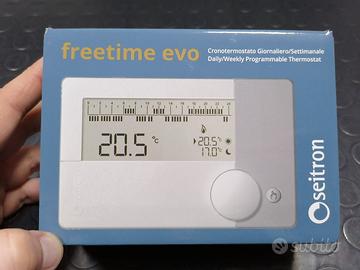 freetime evo
Cronotermostato Giornaliero/Settimanale
Daily/Weekly Programmable Thermostat
20.5 °C
20.5°
17.0°
seitron
subito